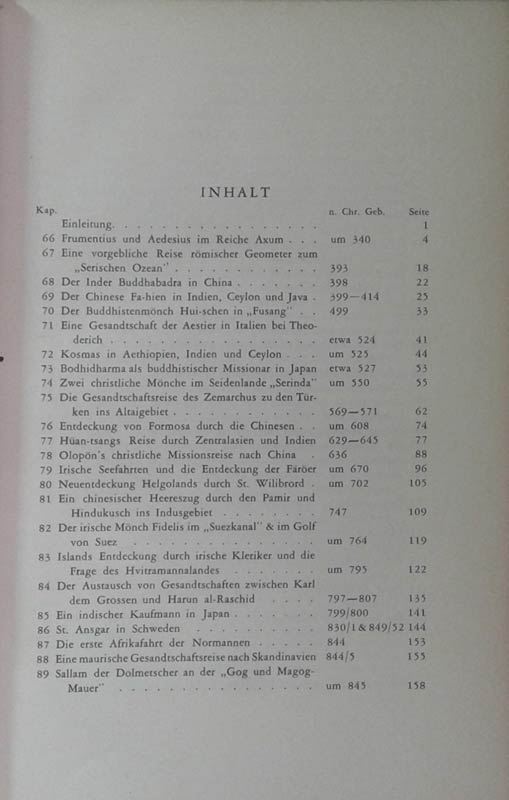 INHALT
Kap. n. Chr. Geb. Seite
Einleitung. . . . . . . . . . . . . . . . 1
66 Frumentius und Aedesius im Reiche Axum . . . um 340 4
67 Eine vorgebliche Reise römischer Geometer zum
„Serischen Ozean" . . . . . . . . . . . 393 18
68 Der Inder Buddhabadra in China . . . . . . . 398 22
69 Der Chinese Fa-hien in Indien, Ceylon und Java . 399—414 25
70 Der Buddhistenmönch Hui-schen in „Fusang" . . 499 33
71 Eine Gesandtschaft der Aestier in Italien bei Theo-
derich . . . . . . . . . . . . . . . . etwa 524 41
72 Kosmas in Aethiopien, Indien und Ceylon . . . um 525 44
73 Bodhidharma als buddhistischer Missionar in Japan etwa 527 53
74 Zwei christliche Mönche im Seidenlande „Serinda" um 550 55
75 Die Gesandtschaftsreise des Zemarchus zu den Tür-
ken ins Altaigebiet . . . . . . . . . . . . 569—571 62
76 Entdeckung von Formosa durch die Chinesen . . um 608 74
77 Hüan-tsangs Reise durch Zentralasien und Indien 629—645 77
78 Olopön's christliche Missionsreise nach China . 636 88
79 Irische Seefahrten und die Entdeckung der Färöer um 670 96
80 Neuentdeckung Helgolands durch St. Wilibrord . um 702 105
81 Ein chinesischer Heereszug durch den Pamir und
Hindukusch ins Indusgebiet . . . . . . . . 747 109
82 Der irische Mönch Fidelis im „Suezkanal" & im Golf
von Suez . . . . . . . . . . . . . . um 764 119
83 Islands Entdeckung durch irische Kleriker und die
Frage des Hvitramannalandes . . . . . . . um 795 122
84 Der Austausch von Gesandtschaften zwischen Karl
dem Grossen und Harun al-Raschid . . . . 797—807 135
85 Ein indischer Kaufmann in Japan . . . . . . . 799/800 141
86 St. Ansgar in Schweden . . . . . . . . . . 830/1 & 849/52 144
87 Die erste Afrikafahrt der Normannen . . . . . 844 153
88 Eine maurische Gesandtschaftsreise nach Skandinavien 844/5 155
89 Sallam der Dolmetscher an der „Gog und Magog-
Mauer" . . . . . . . . . . . . . . . um 845 158